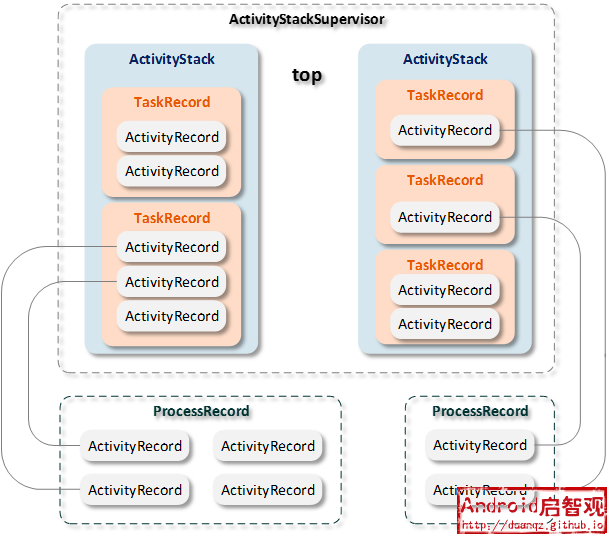 ActivityStackSupervisor
ActivityStack
TaskRecord
ActivityRecord
ActivityRecord
TaskRecord
ActivityRecord
ActivityRecord
ActivityRecord
top
ActivityStack
TaskRecord
ActivityRecord
TaskRecord
ActivityRecord
TaskRecord
ActivityRecord
ActivityRecord
ProcessRecord
ActivityRecord ActivityRecord
ActivityRecord ActivityRecord
ProcessRecord
ActivityRecord
ActivityRecord
Android启智观
http://duanqz.github.io